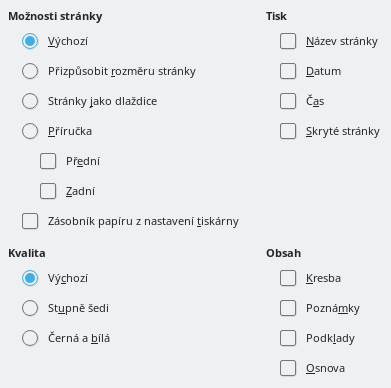 Možnosti stránky
Výchozí
Přizpůsobit rozměru stránky
Stránky jako dlaždice
Příručka
Přední
Zadní
Zásobník papíru z nastavení tiskárny
Tisk
Název stránky
Datum
Čas
Skryté stránky
Kvalita
Výchozí
Stupně šedi
Černá a bílá
Obsah
Kresba
Poznámky
Podklady
Osnova